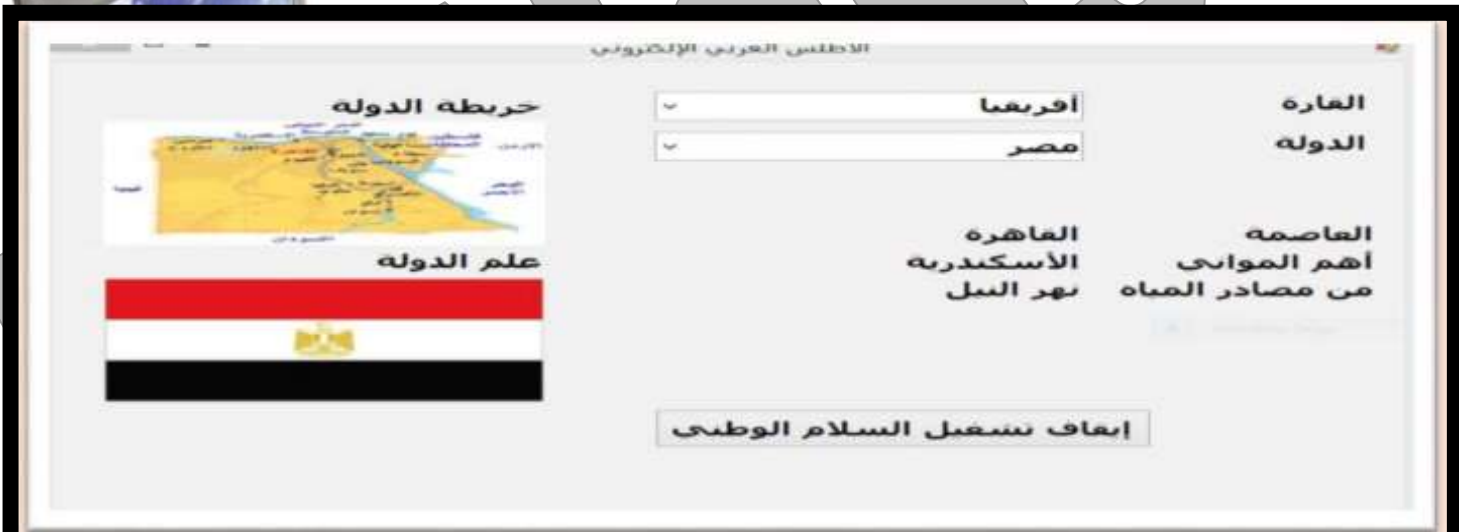 الاطلس العربي الإلكتروني
القارة أفريقيا
الدولة مصر
خريطة الدولة
العاصمة القاهرة
أهم الموانى الأسكندرية
من مصادر المياه نهر النيل
علم الدولة
إيقاف تشغيل السلام الوطنى